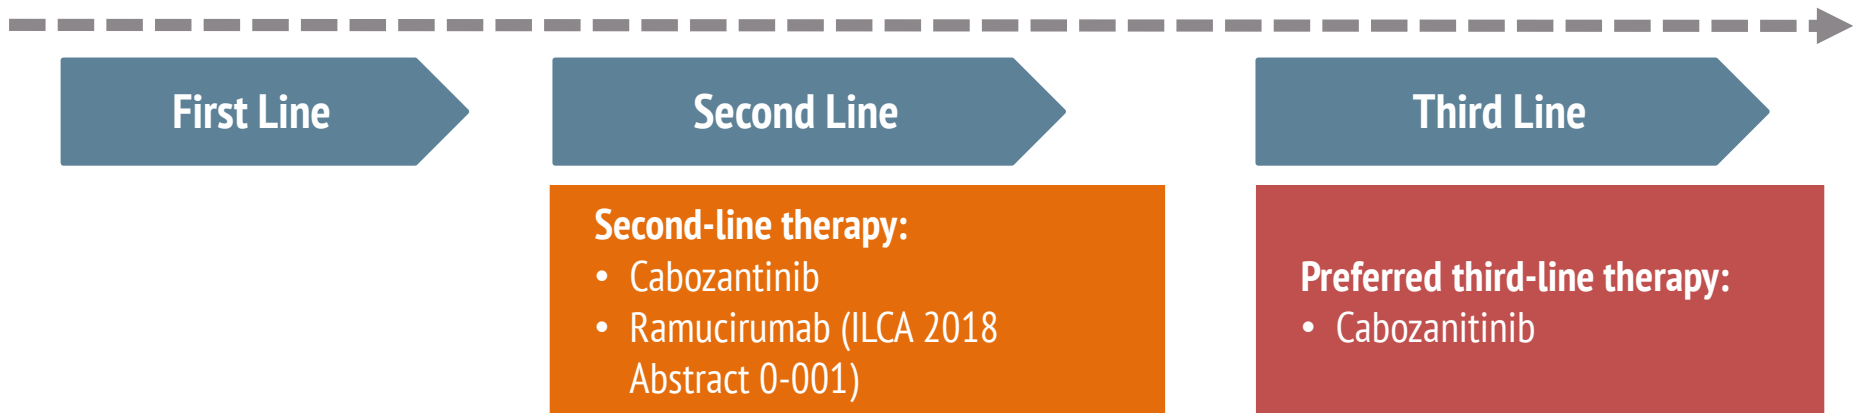 First Line
Second Line
Third Line
Second-line therapy:
• Cabozantinib
• Ramucirumab (ILCA 2018
Abstract 0-001)
Preferred third-line therapy:
• Cabozanitinib